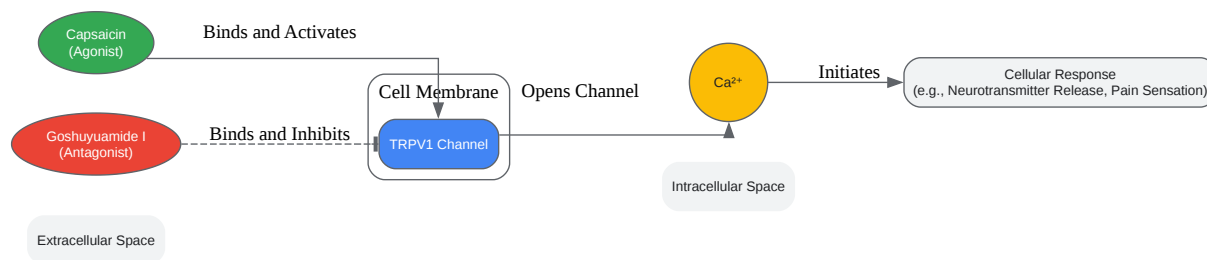 Capsaicin
(Agonist)
Binds and Activates
Cell Membrane
Opens Channel
TRPV1 Channel
Goshuyuamide I
(Antagonist)
Binds and Inhibits
Ca²⁺
Initiates
Cellular Response
(e.g., Neurotransmitter Release, Pain Sensation)
Intracellular Space
Extracellular Space